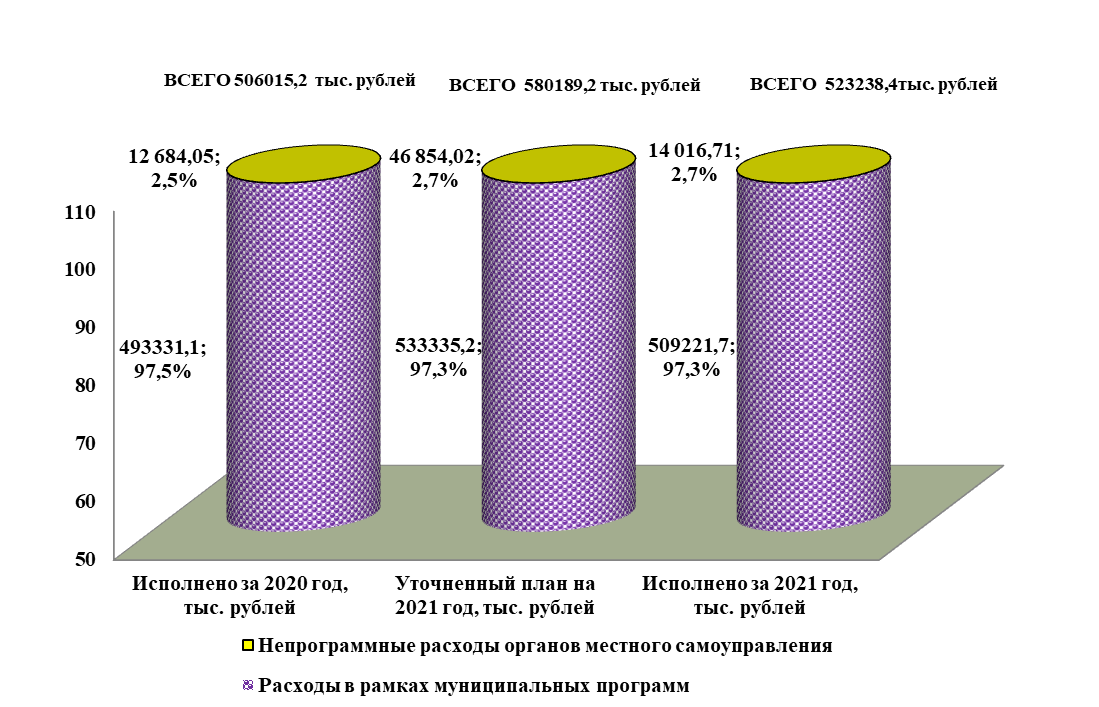 ВСЕГО 506015,2 тыс. рублей
ВСЕГО 580189,2 тыс. рублей
ВСЕГО 523238,4тыс. рублей
12 684,05;
2,5%
46 854,02;
2,7%
14 016,71;
2,7%
110
100
90
80
70
60
50
493331,1;
97,5%
533335,2;
97,3%
509221,7;
97,3%
Исполнено за 2020 год,
тыс. рублей
Уточненный план на
2021 год, тыс. рублей
Исполнено за 2021 год,
тыс. рублей
Непрограммные расходы органов местного самоуправления
Расходы в рамках муниципальных программ